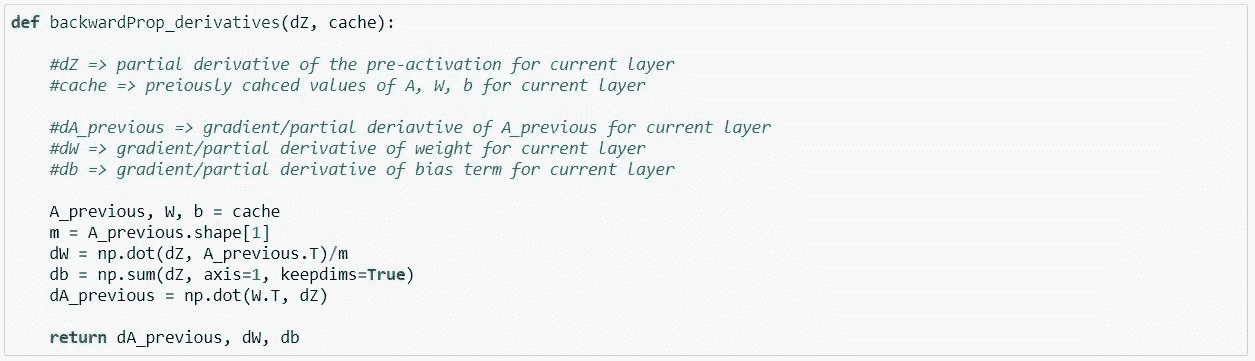 def backwardProp_derivatives(dZ, cache):
#dZ => partial derivative of the pre-activation for current layer
#cache => preiously cahced values of A, W, b for current layer
#dA_previous => gradient/partial deriavtive of A_previous for current layer
#dW => gradient/partial derivative of weight for current layer
#db => gradient/partial derivative of bias term for current layer
A_previous, W, b = cache
m = A_previous.shape[1]
dW = np.dot(dZ, A_previous.T)/m
db = np.sum(dZ, axis=1, keepdims=True)
dA_previous = np.dot(W.T, dZ)
return dA_previous, dW, db